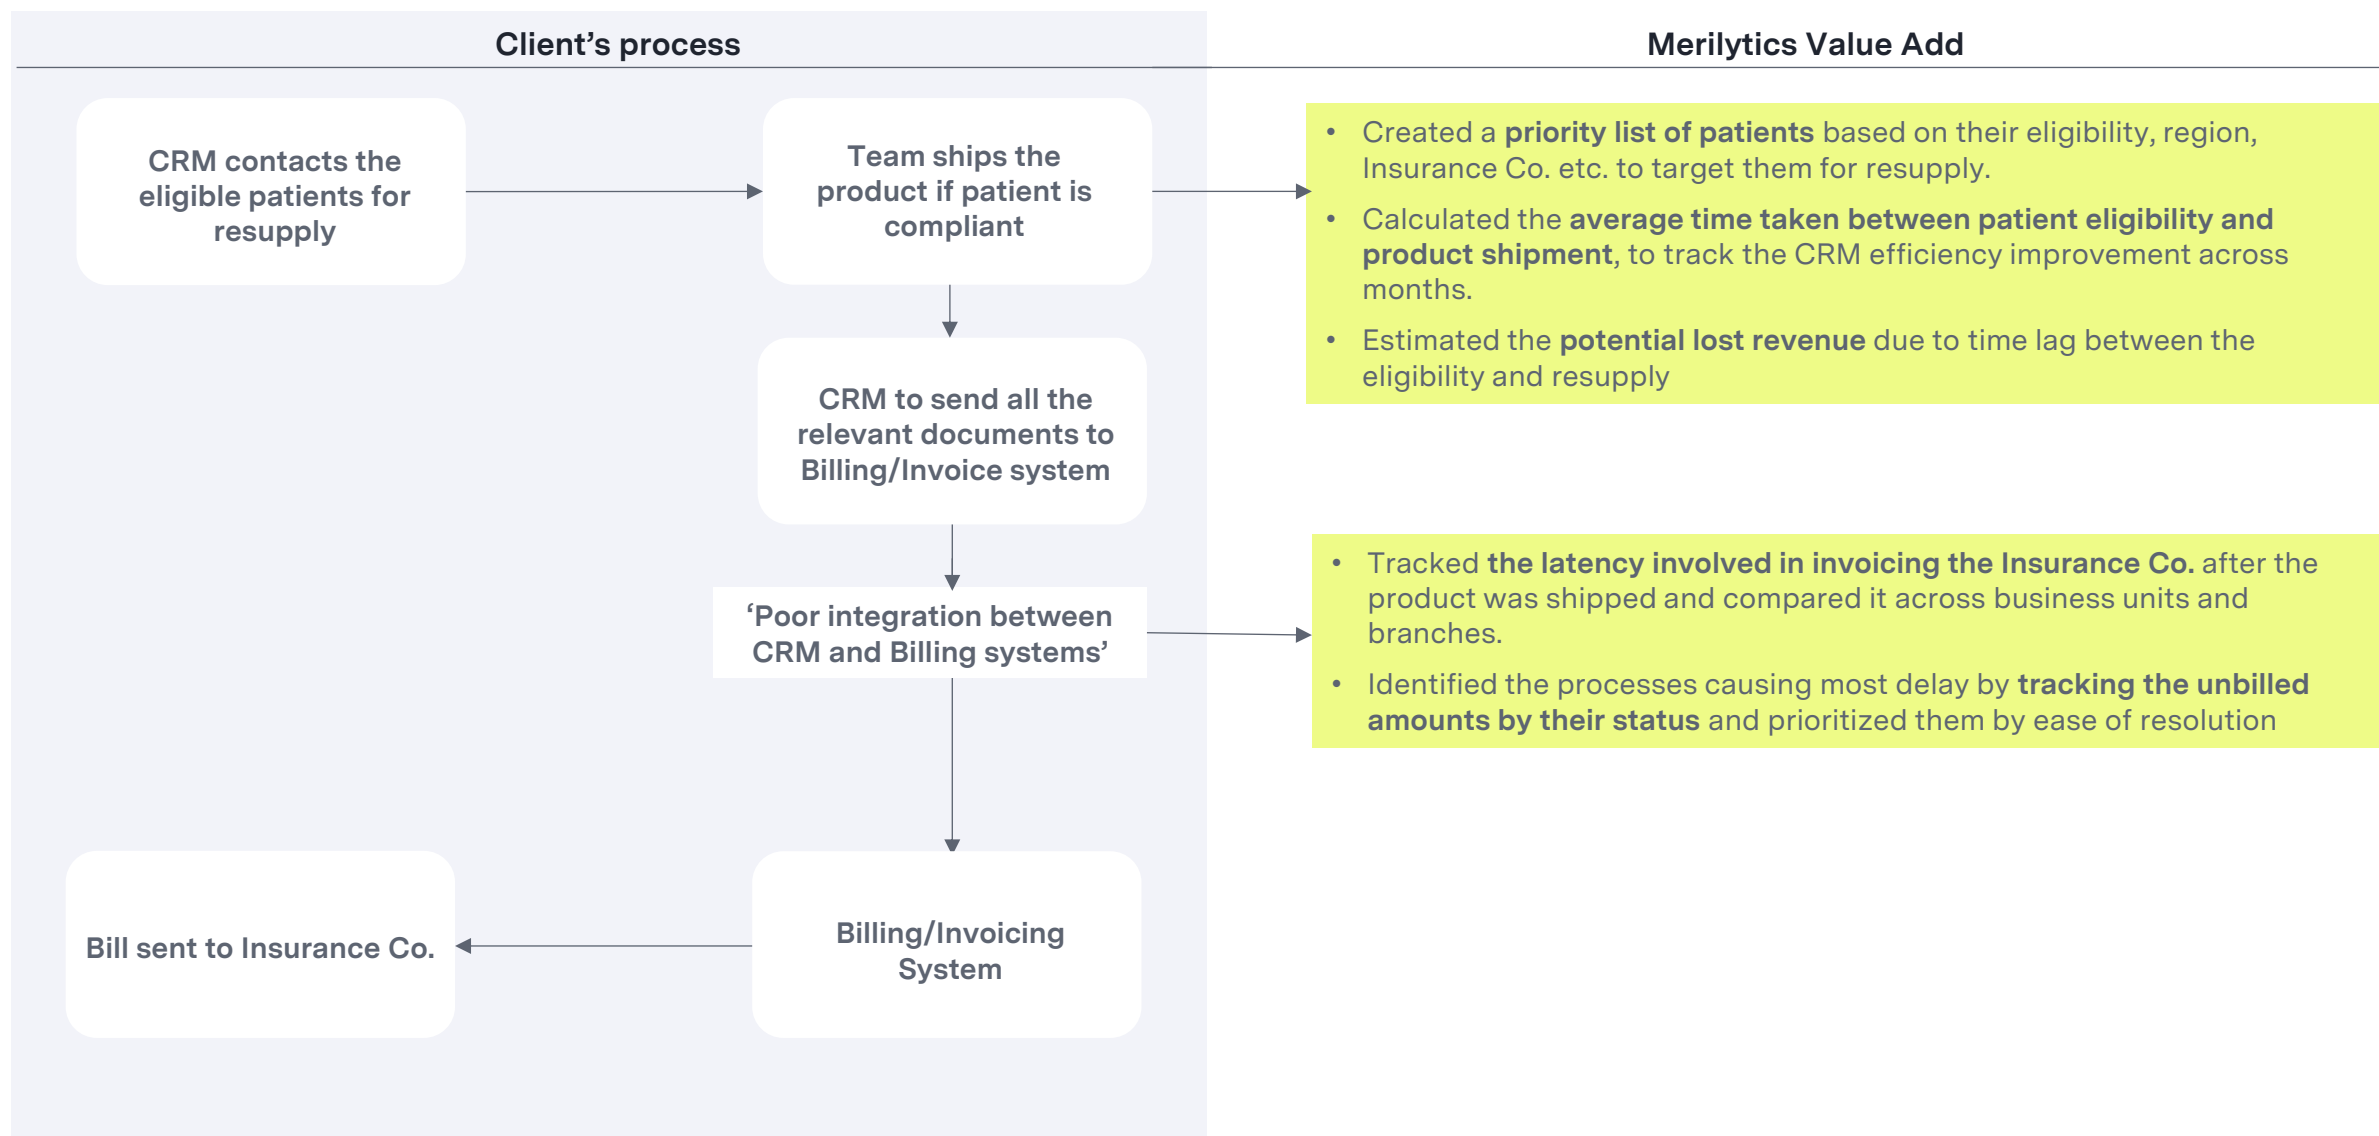 Client’s process
Merilytics Value Add
CRM contacts the
eligible patients for
resupply
Team ships the
product if patient is
compliant
• Created a priority list of patients based on their eligibility, region,
Insurance Co. etc. to target them for resupply.
• Calculated the average time taken between patient eligibility and
product shipment, to track the CRM efficiency improvement across
months.
• Estimated the potential lost revenue due to time lag between the
eligibility and resupply
CRM to send all the
relevant documents to
Billing/Invoice system
‘Poor integration between
CRM and Billing systems’
• Tracked the latency involved in invoicing the Insurance Co. after the
product was shipped and compared it across business units and
branches.
• Identified the processes causing most delay by tracking the unbilled
amounts by their status and prioritized them by ease of resolution
Billing/Invoicing
System
Bill sent to Insurance Co.